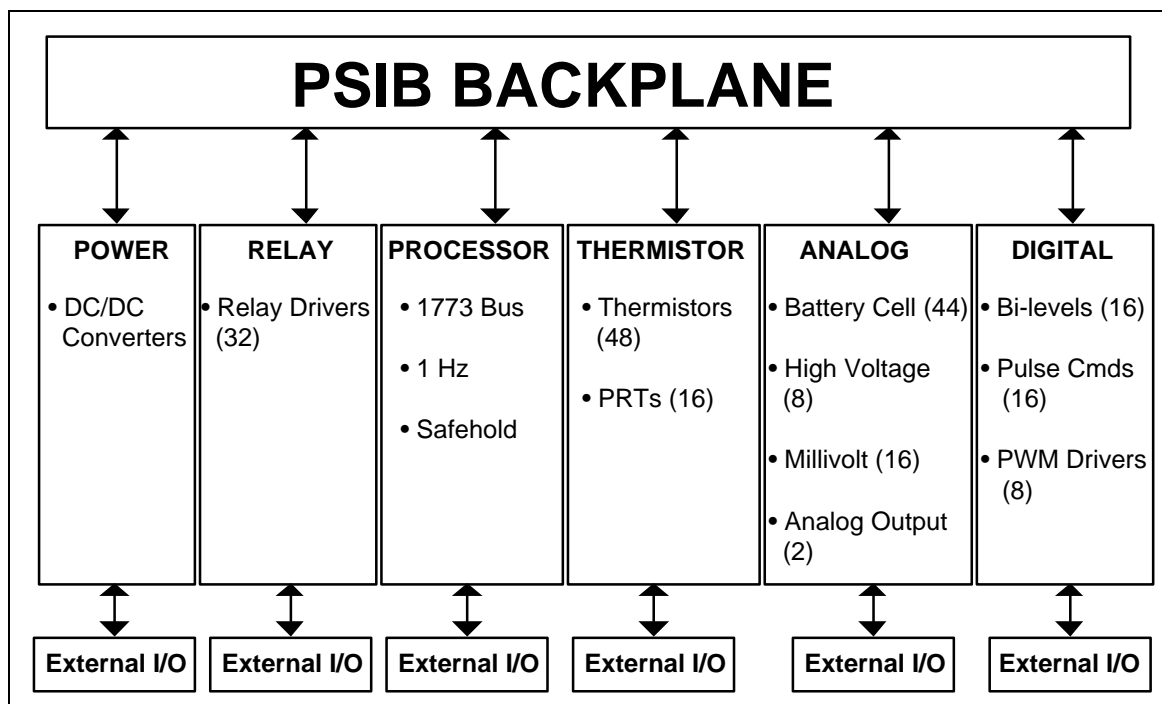 PSIB BACKPLANE
POWER
• DC/DC
Converters
RELAY
• Relay Drivers
(32)
PROCESSOR
• 1773 Bus
• 1 Hz
• Safehold
THERMISTOR
• Thermistors
(48)
• PRTs (16)
ANALOG
• Battery Cell (44)
• High Voltage
(8)
• Millivolt (16)
• Analog Output
(2)
DIGITAL
• Bi-levels (16)
• Pulse Cmds
(16)
• PWM Drivers
(8)
External I/O
External I/O
External I/O
External I/O
External I/O
External I/O